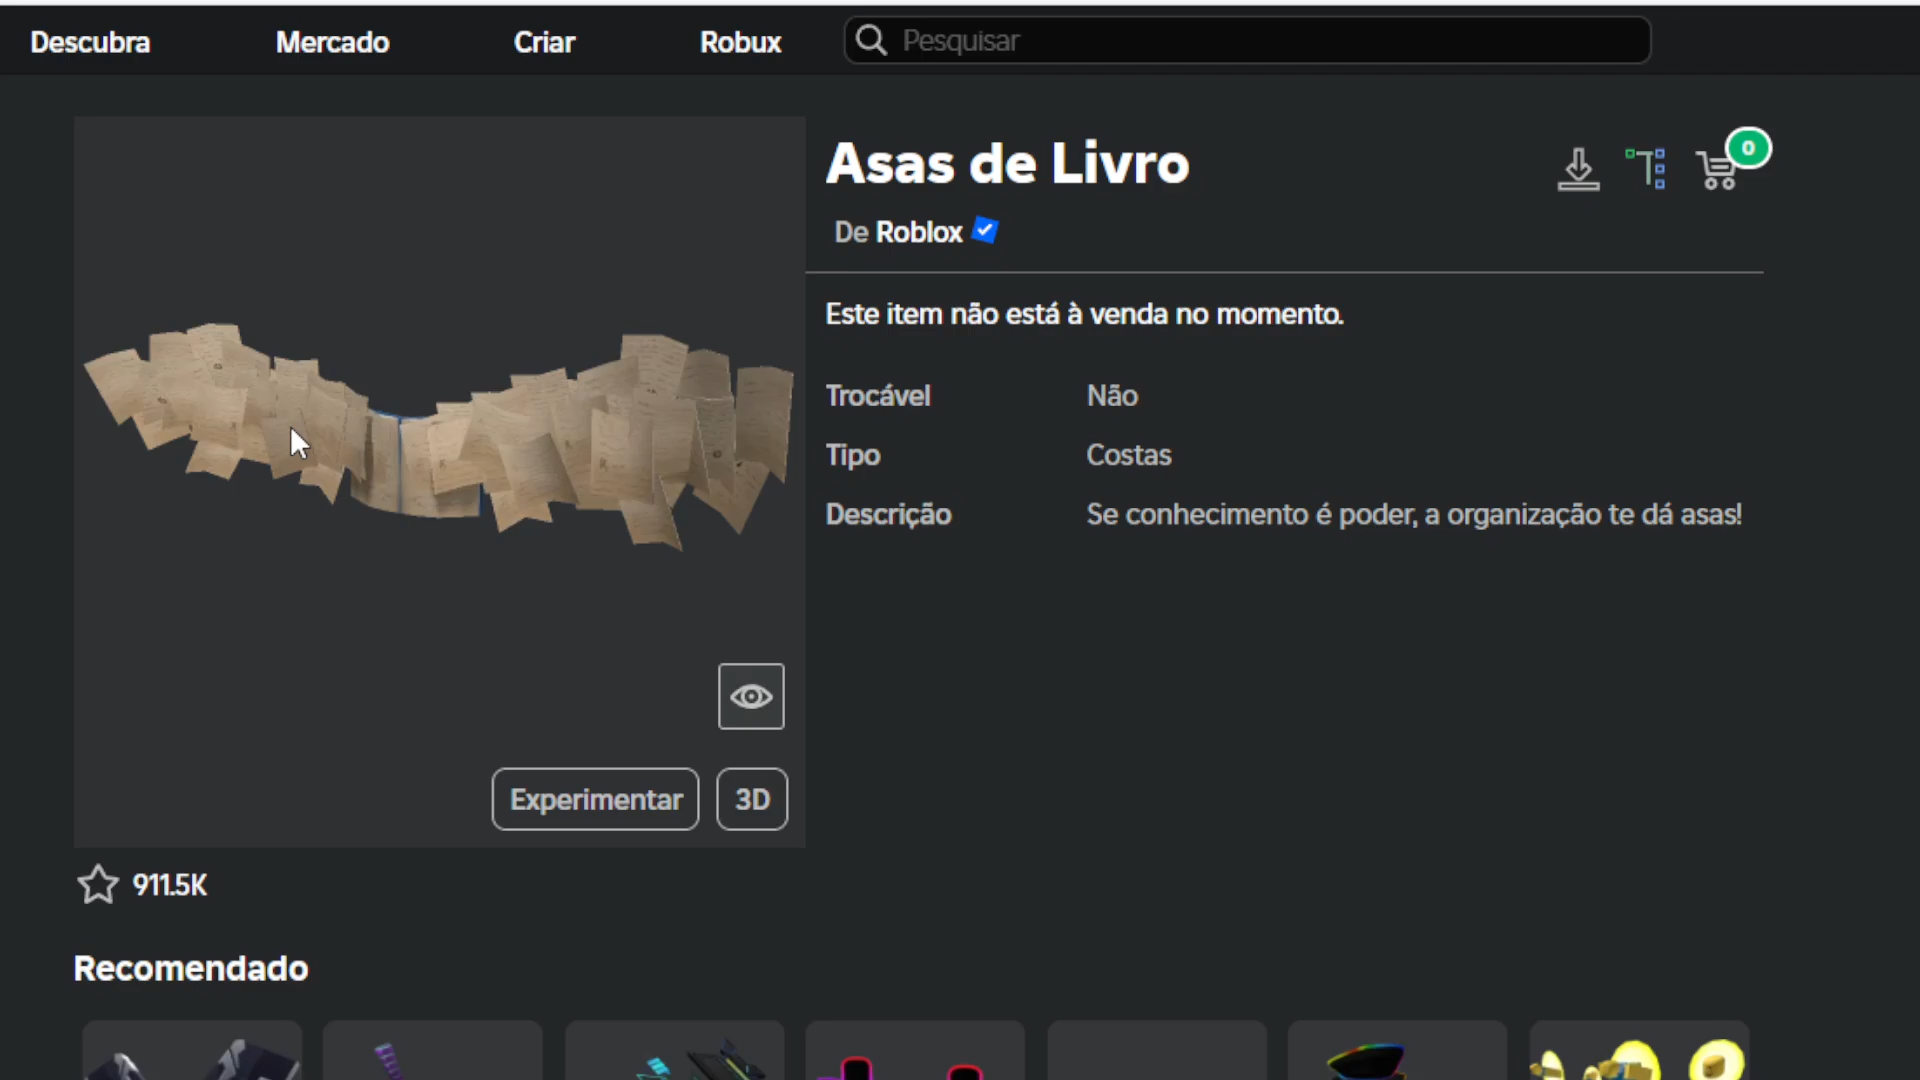 Descubra Mercado Criar Robux Pesquisar
Asas de Livro
0
De Roblox
Este item não está à venda no momento.
Trocável Não
Tipo Costas
Descrição Se conhecimento é poder, a organização te dá asas!
Experimentar 3D
911.5K
Recomendado